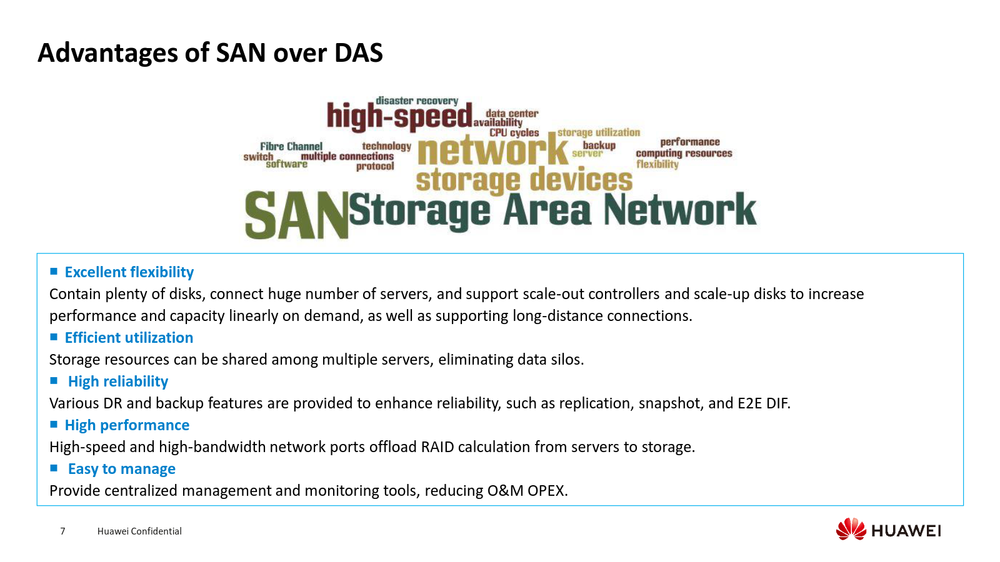 Advantages of SAN over DAS
disaster recovery
high-speed
data center
availability
CPU cycles
storage utilization
Fibre Channel
technology
network
backup
performance
switch
multiple connections
server
computing resources
software
protocol
flexibility
storage devices
SAN
Storage Area Network
Excellent flexibility
Contain plenty of disks, connect huge number of servers, and support scale-out controllers and scale-up disks to increase
performance and capacity linearly on demand, as well as supporting long-distance connections.
Efficient utilization
Storage resources can be shared among multiple servers, eliminating data silos.
High reliability
Various DR and backup features are provided to enhance reliability, such as replication, snapshot, and E2E DIF.
High performance
High-speed and high-bandwidth network ports offload RAID calculation from servers to storage.
Easy to manage
Provide centralized management and monitoring tools, reducing O&M OPEX.
7 Huawei Confidential
HUAWEI